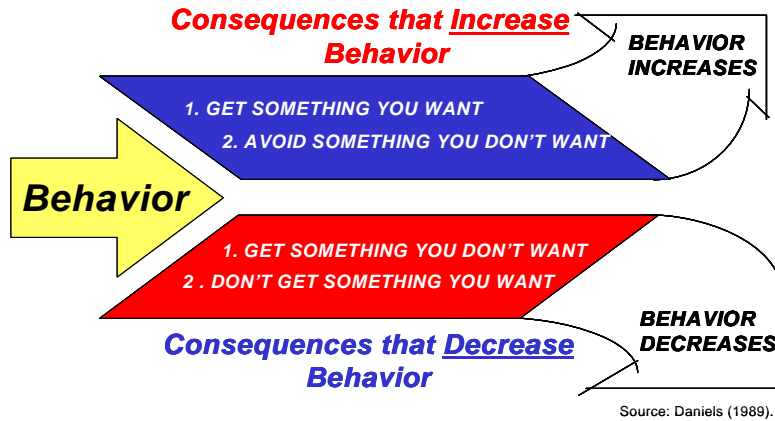 Consequences that Increase
Behavior
BEHAVIOR
INCREASES
1. GET SOMETHING YOU WANT
2. AVOID SOMETHING YOU DON'T WANT
Behavior
1. GET SOMETHING YOU DON'T WANT
2 . DON'T GET SOMETHING YOU WANT
BEHAVIOR
DECREASES
Consequences that Decrease
Behavior
Source: Daniels (1989).